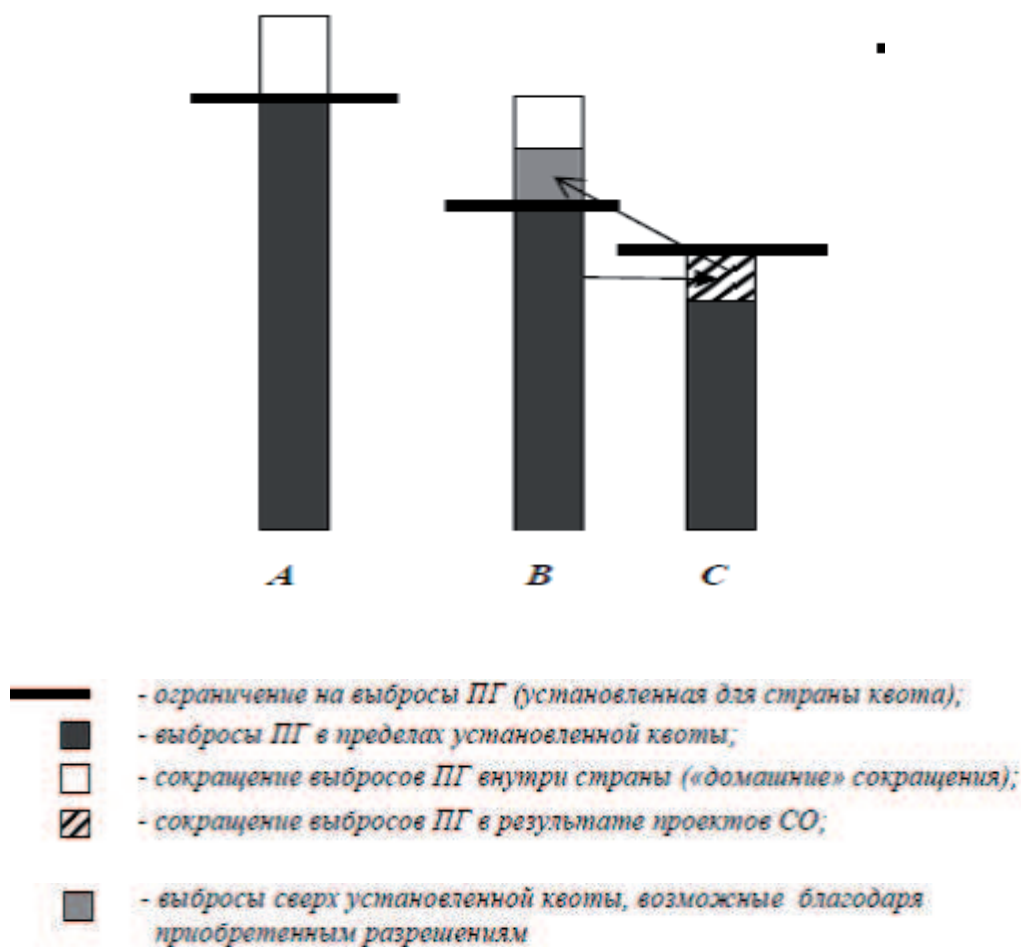 A B C
- ограничение на выбросы ПГ (установленная для страны квота);
- выбросы ПГ в пределах установленной квоты;
- сокращение выбросов ПГ внутри страны («домашние» сокращения);
- сокращение выбросов ПГ в результате проектов СО;
- выбросы сверх установленной квоты, возможные благодаря
приобретенным разрешениям